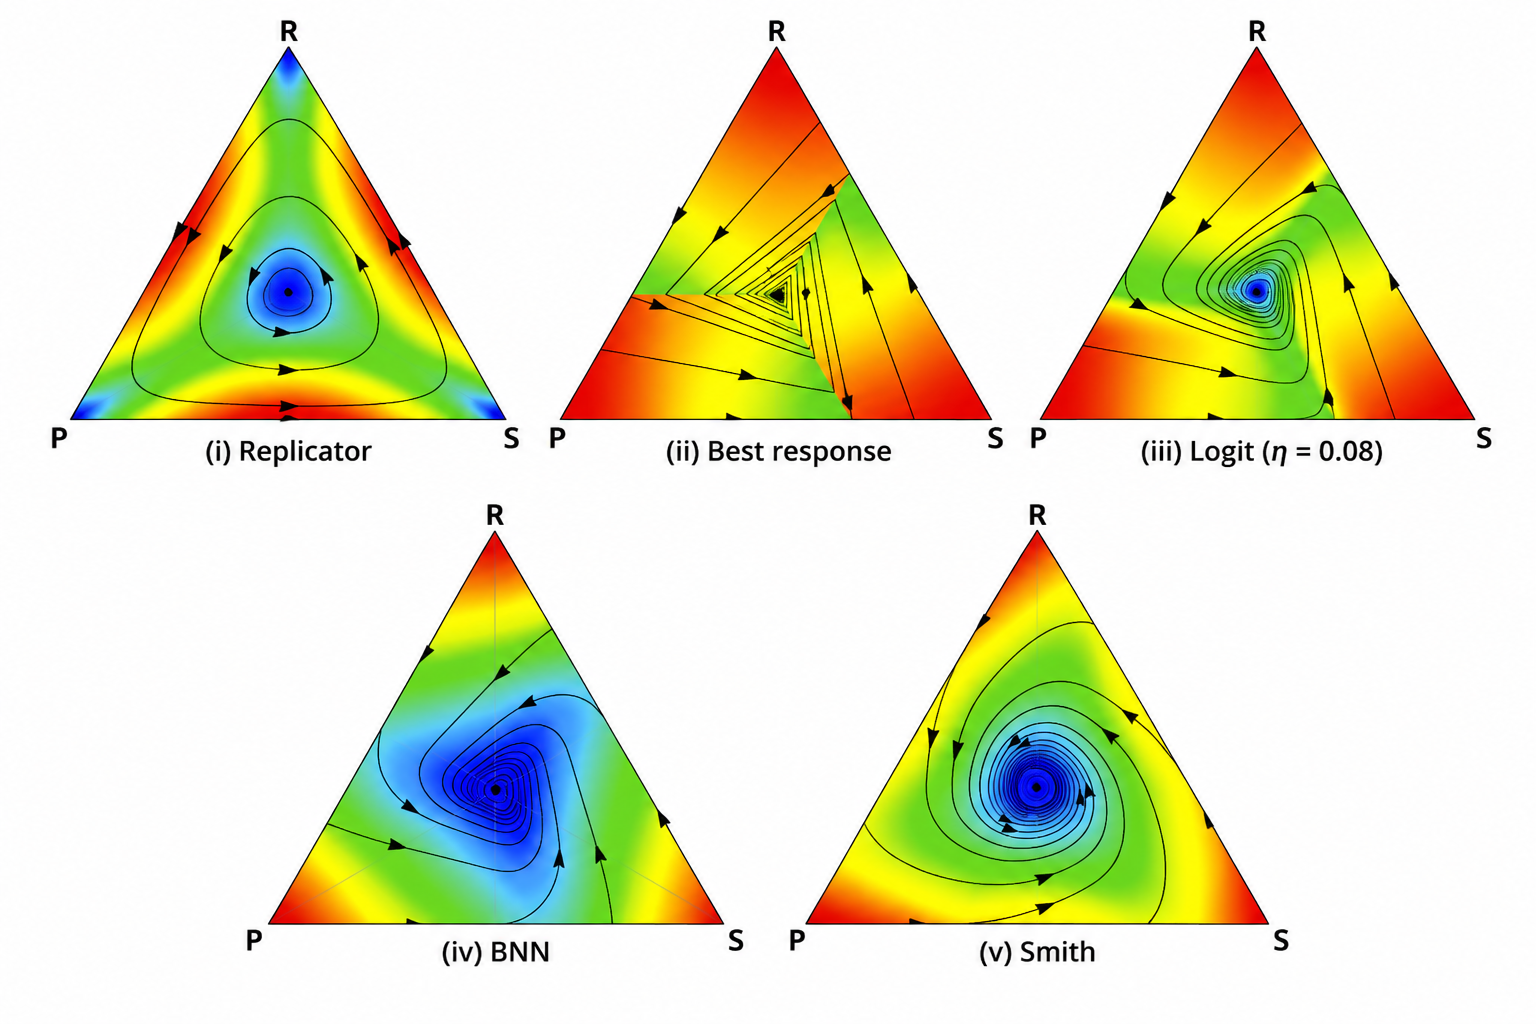 R
R
R
P
S
P
S
P
S
(i) Replicator
(ii) Best response
(iii) Logit (η = 0.08)
R
R
P
S
P
S
(iv) BNN
(v) Smith